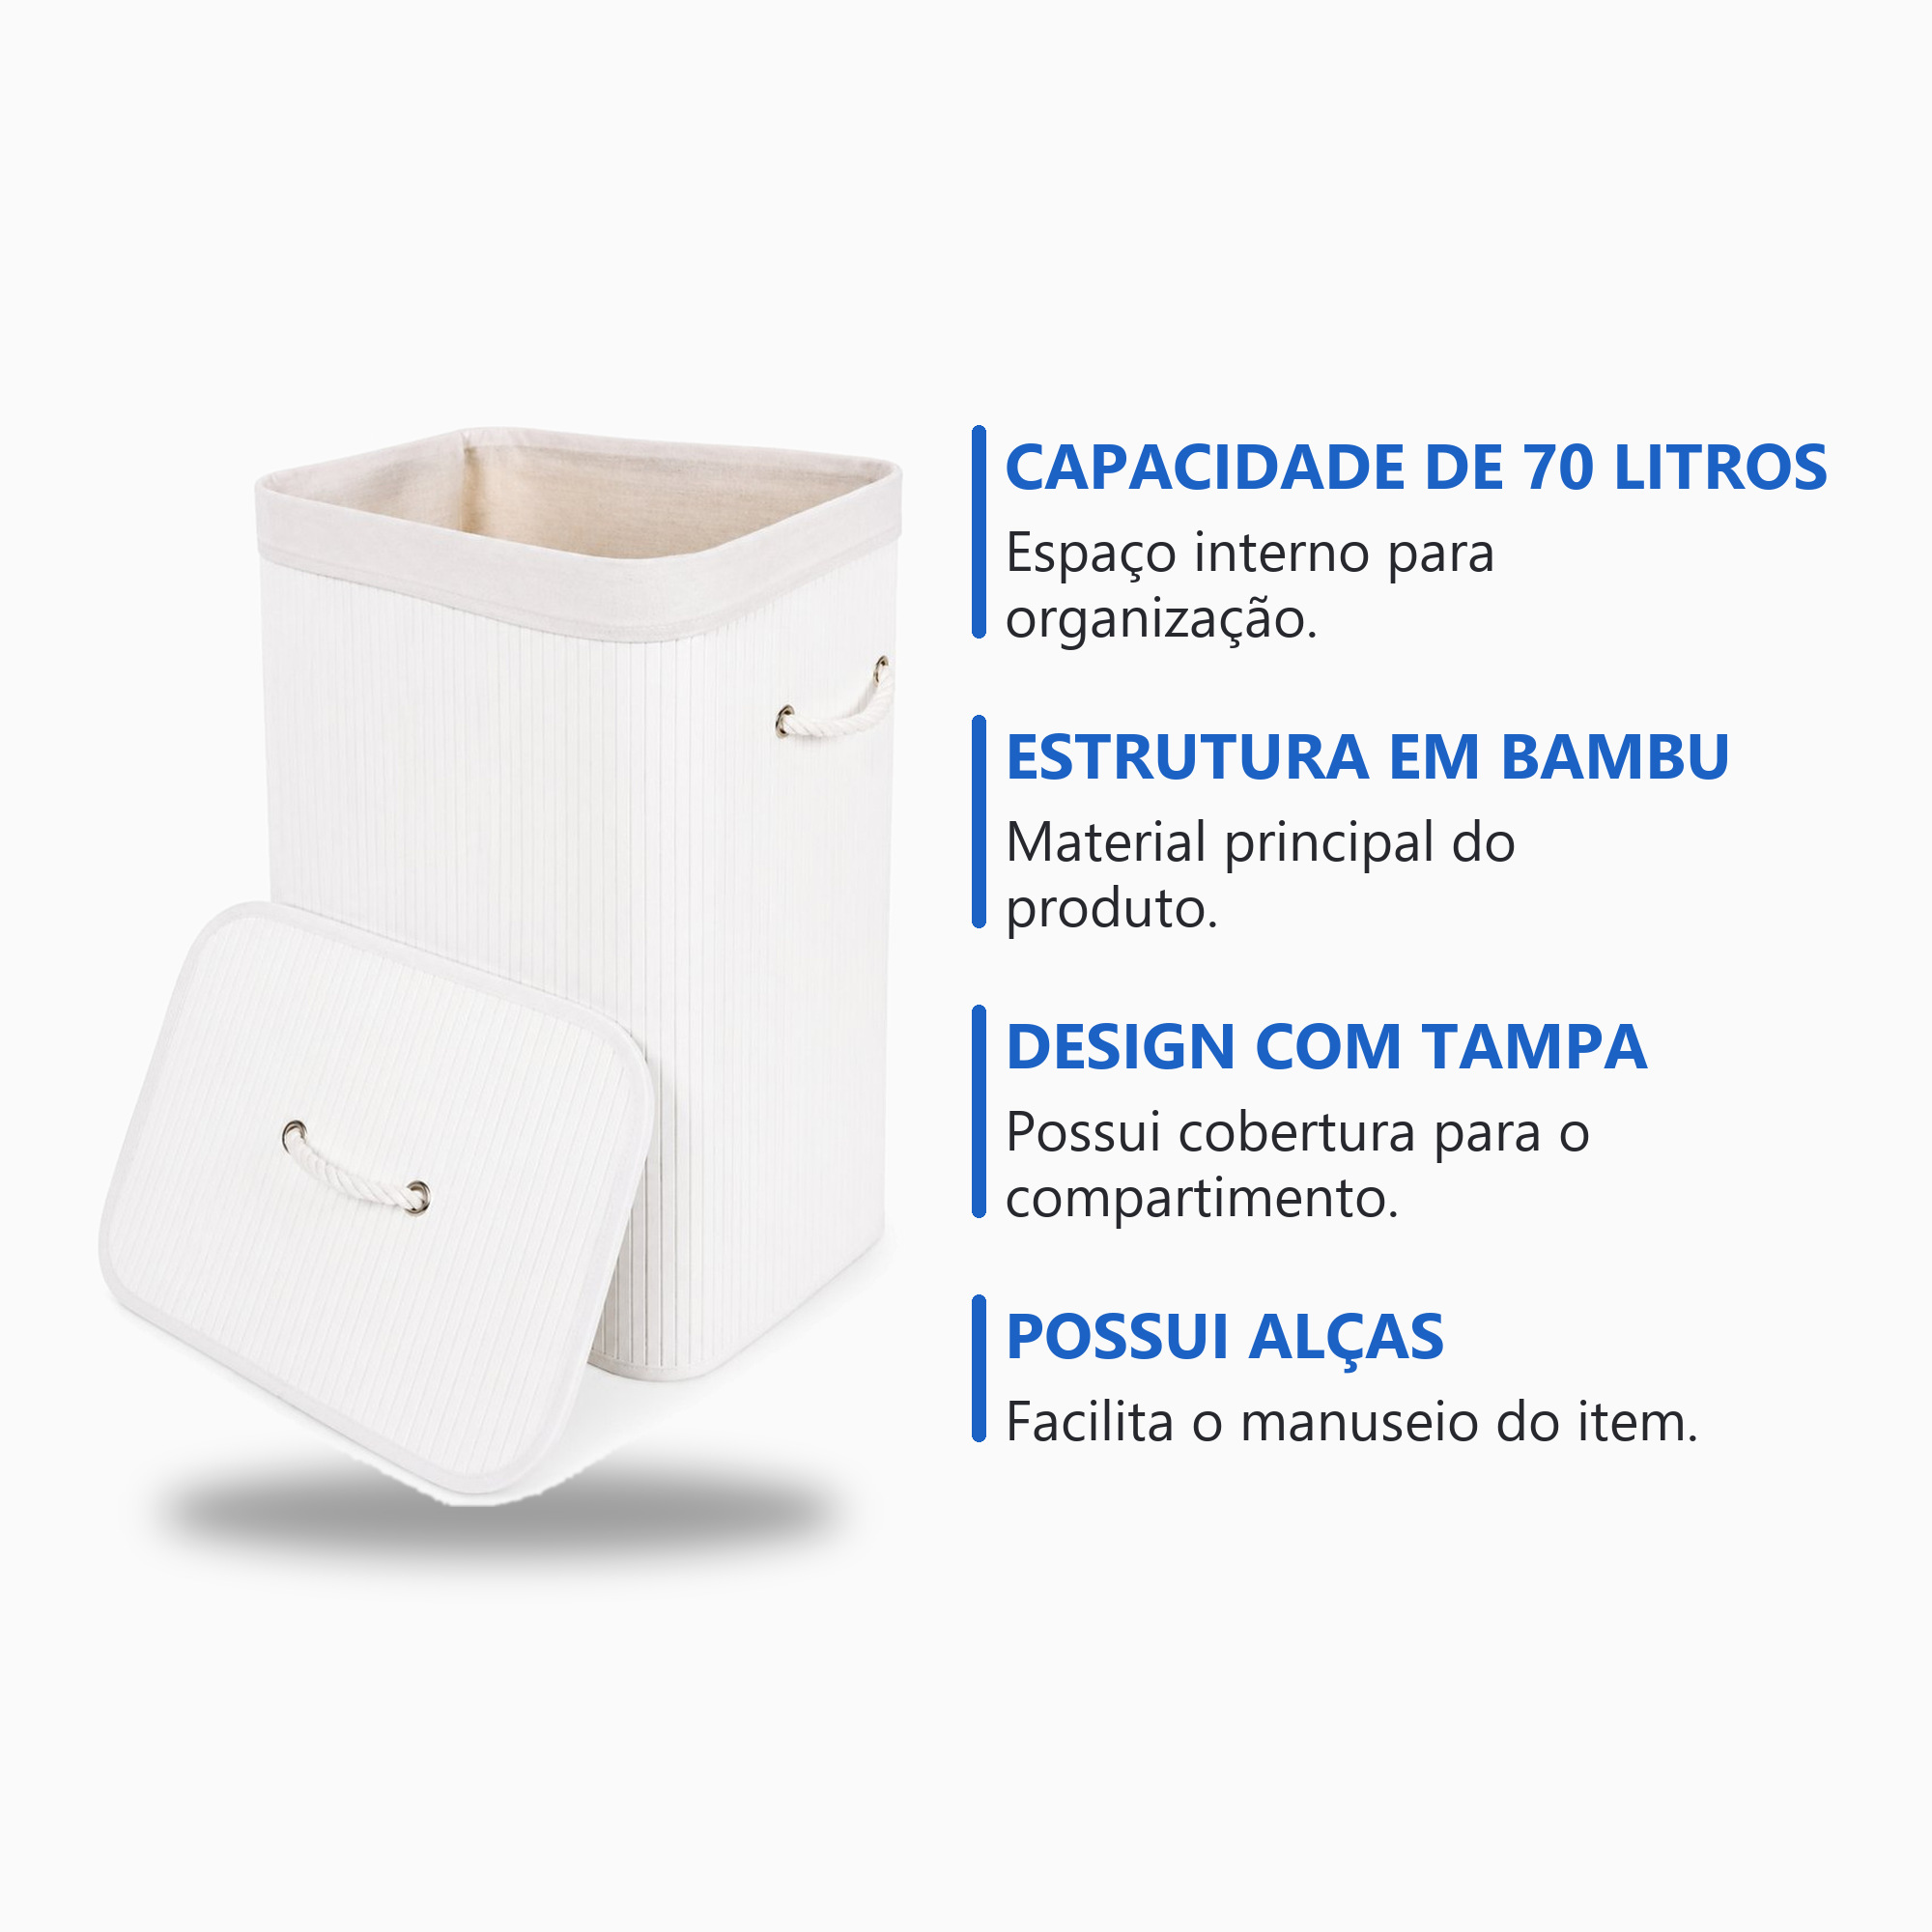 CAPACIDADE DE 70 LITROS
Espaço interno para
organização.
ESTRUTURA EM BAMBU
Material principal do
produto.
DESIGN COM TAMPA
Possui cobertura para o
compartimento.
POSSUI ALÇAS
Facilita o manuseio do item.